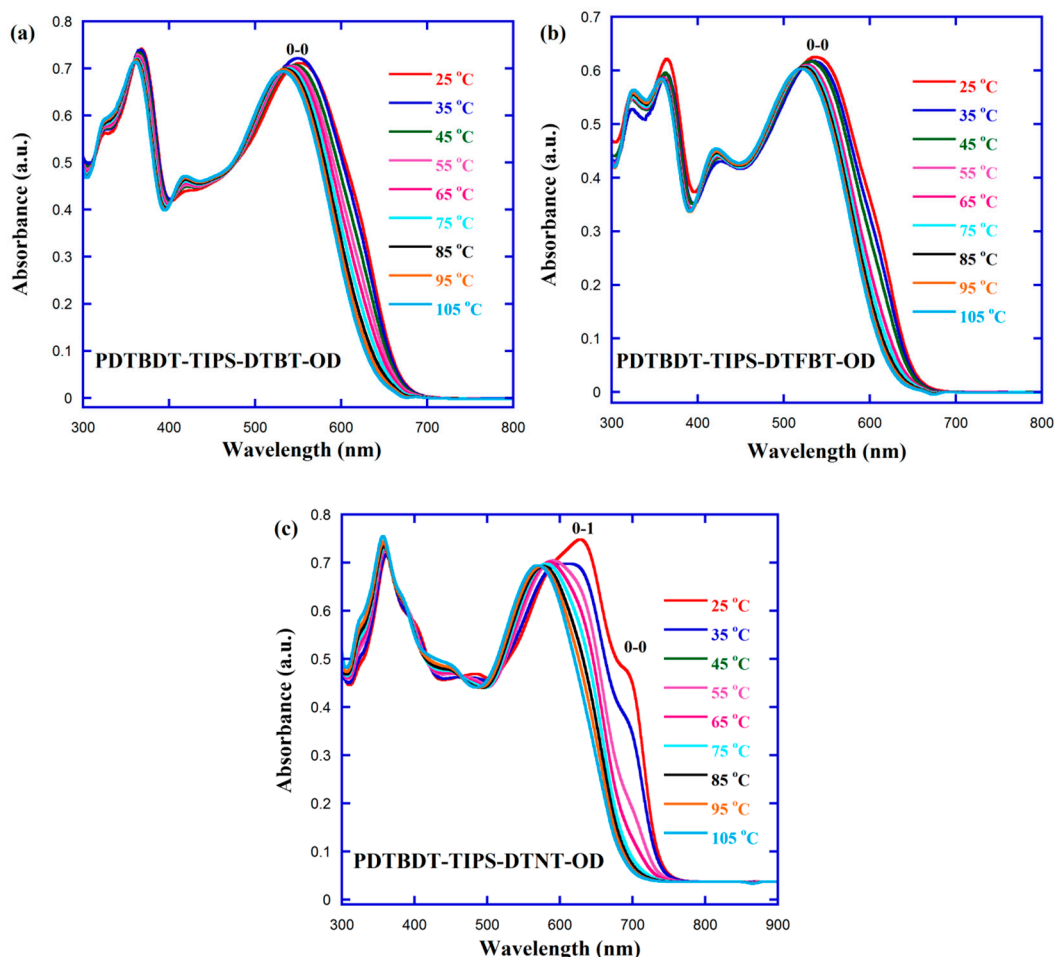 (a)
0-0
25 °C
35 °C
45 °C
55 °C
65 °C
75 °C
85 °C
95 °C
105 °C
PDTBDT-TIPS-DTBT-OD
Absorbance (a.u.)
0.8
0.7
0.6
0.5
0.4
0.3
0.2
0.1
0
300 400 500 600 700 800
Wavelength (nm)
(b)
0-0
25 °C
35 °C
45 °C
55 °C
65 °C
75 °C
85 °C
95 °C
105 °C
PDTBDT-TIPS-DTFBT-OD
Absorbance (a.u.)
0.7
0.6
0.5
0.4
0.3
0.2
0.1
0
300 400 500 600 700 800
Wavelength (nm)
(c)
0-1
0-0
25 °C
35 °C
45 °C
55 °C
65 °C
75 °C
85 °C
95 °C
105 °C
PDTBDT-TIPS-DTNT-OD
Absorbance (a.u.)
0.8
0.7
0.6
0.5
0.4
0.3
0.2
0.1
0
300 400 500 600 700 800 900
Wavelength (nm)